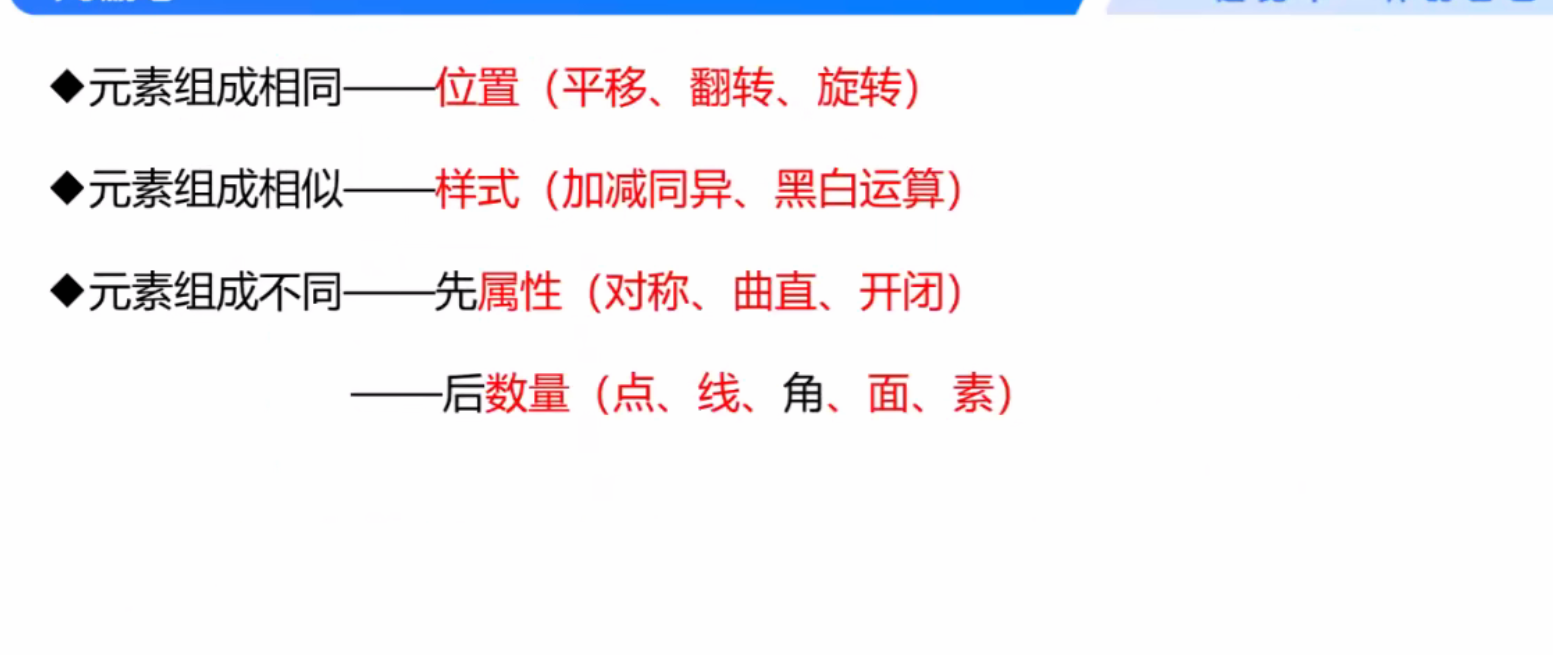 ◆元素组成相同——位置（平移、翻转、旋转）
◆元素组成相似——样式（加减同异、黑白运算）
◆元素组成不同——先属性（对称、曲直、开闭）
——后数量（点、线、角、面、素）